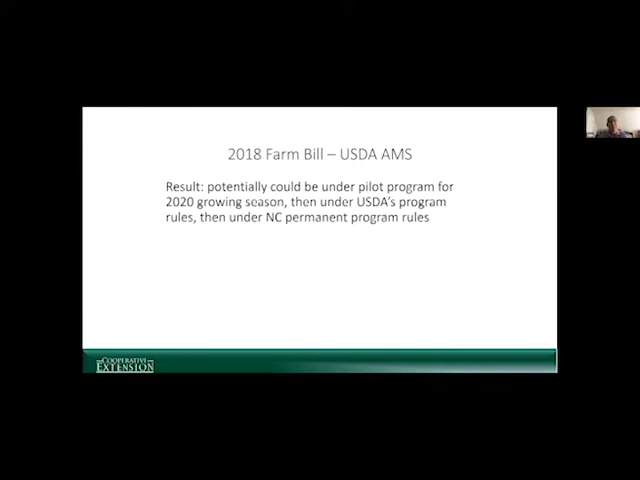 2018 Farm Bill – USDA AMS
Result: potentially could be under pilot program for
2020 growing season, then under USDA's program
rules, then under NC permanent program rules
COOPERATIVE
EXTENSION